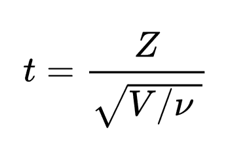 t = Z / √(V/ν)